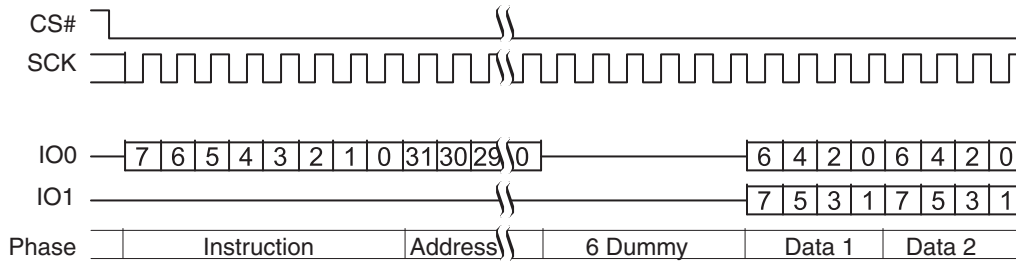 CS#
SCK
IO0 7 6 5 4 3 2 1 0 31 30 29 0 6 4 2 0 6 4 2 0
IO1 7 5 3 1 7 5 3 1
Phase Instruction Address 6 Dummy Data 1 Data 2